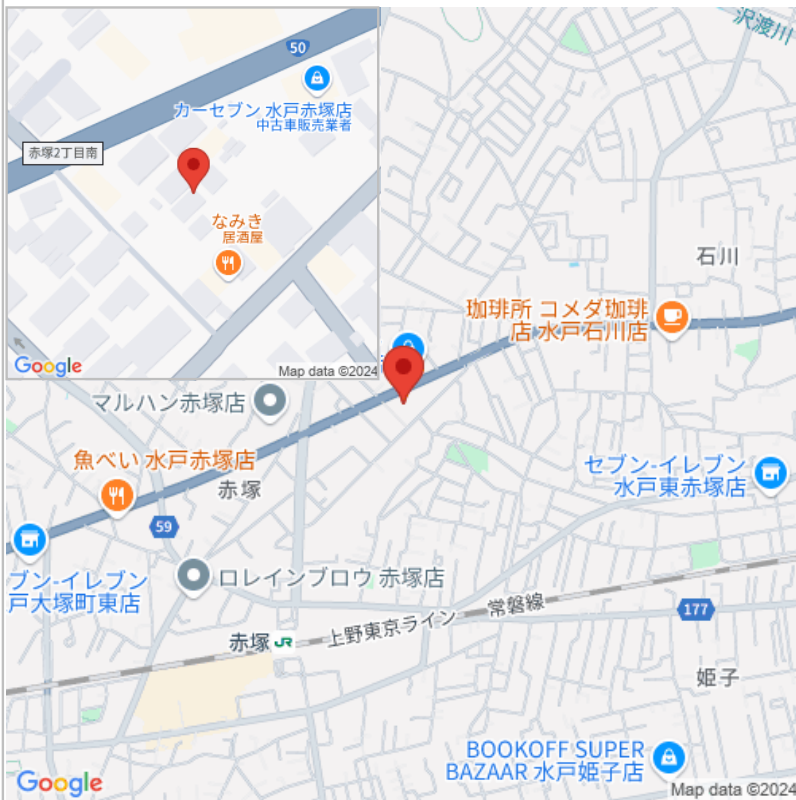 50
カーセブン 水戸赤塚店
中古車販売業者
赤塚2丁目南
なみき
居酒屋
Google
Map data ©2024
沢渡川
石川
珈琲所 コメダ珈琲
店 水戸石川店
マルハン赤塚店
魚べい 水戸赤塚店
赤塚
セブン-イレブン
水戸東赤塚店
59
ブン-イレブン
戸大塚町東店
ロレインブロウ 赤塚店
常磐線
177
上野東京ライン
赤塚 JR
姫子
BOOKOFF SUPER
BAZAAR 水戸姫子店
Google
Map data ©2024